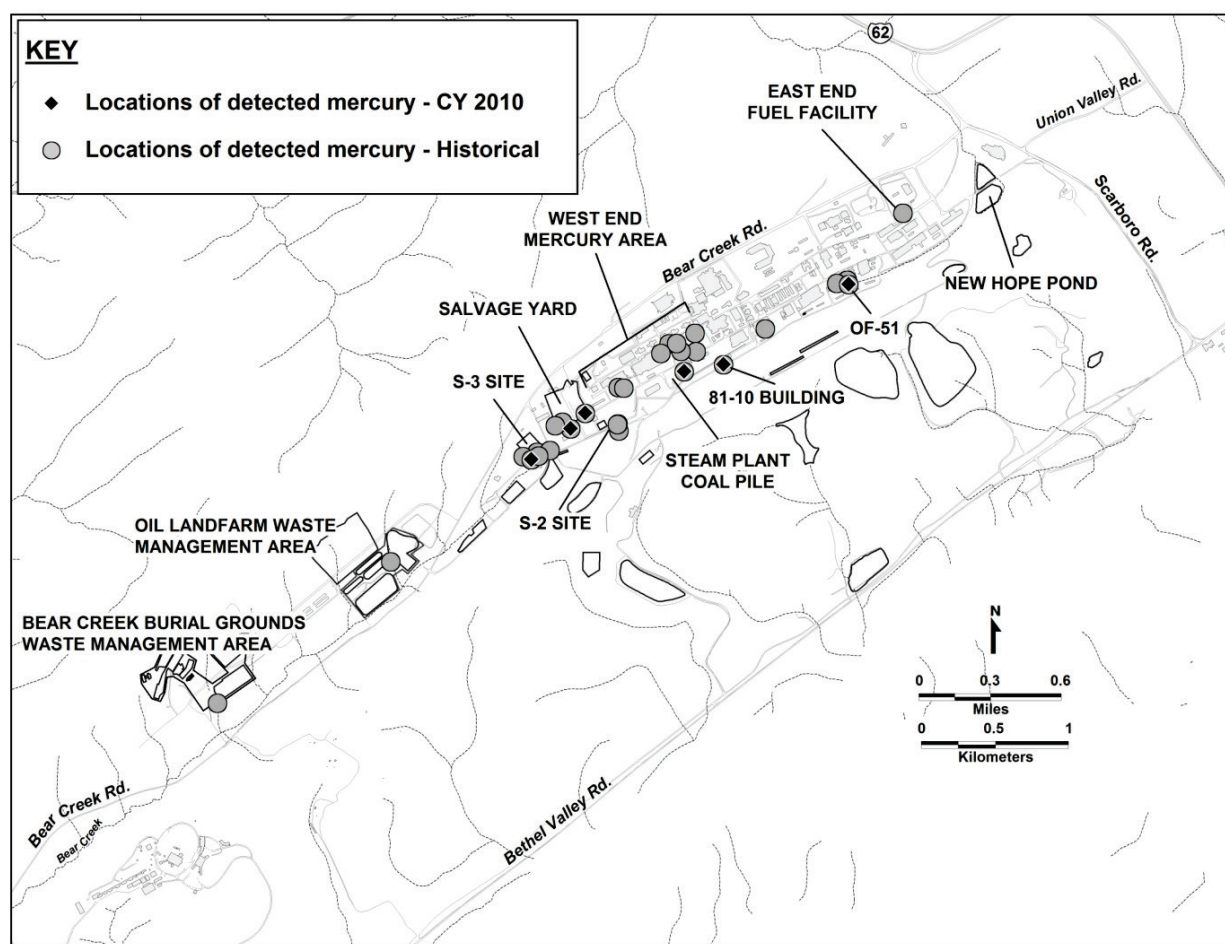 KEY
Locations of detected mercury - CY 2010
Locations of detected mercury - Historical
62
Union Valley Rd.
EAST END
FUEL FACILITY
Scarboro Rd.
WEST END
MERCURY AREA
Bear Creek Rd.
NEW HOPE POND
SALVAGE YARD
OF-51
S-3 SITE
81-10 BUILDING
STEAM PLANT
COAL PILE
S-2 SITE
OIL LANDFARM WASTE
MANAGEMENT AREA
BEAR CREEK BURIAL GROUNDS
WASTE MANAGEMENT AREA
N
0 0.3 0.6
Miles
0 0.5 1
Kilometers
Bear Creek Rd.
Bear Creek
Bethel Valley Rd.